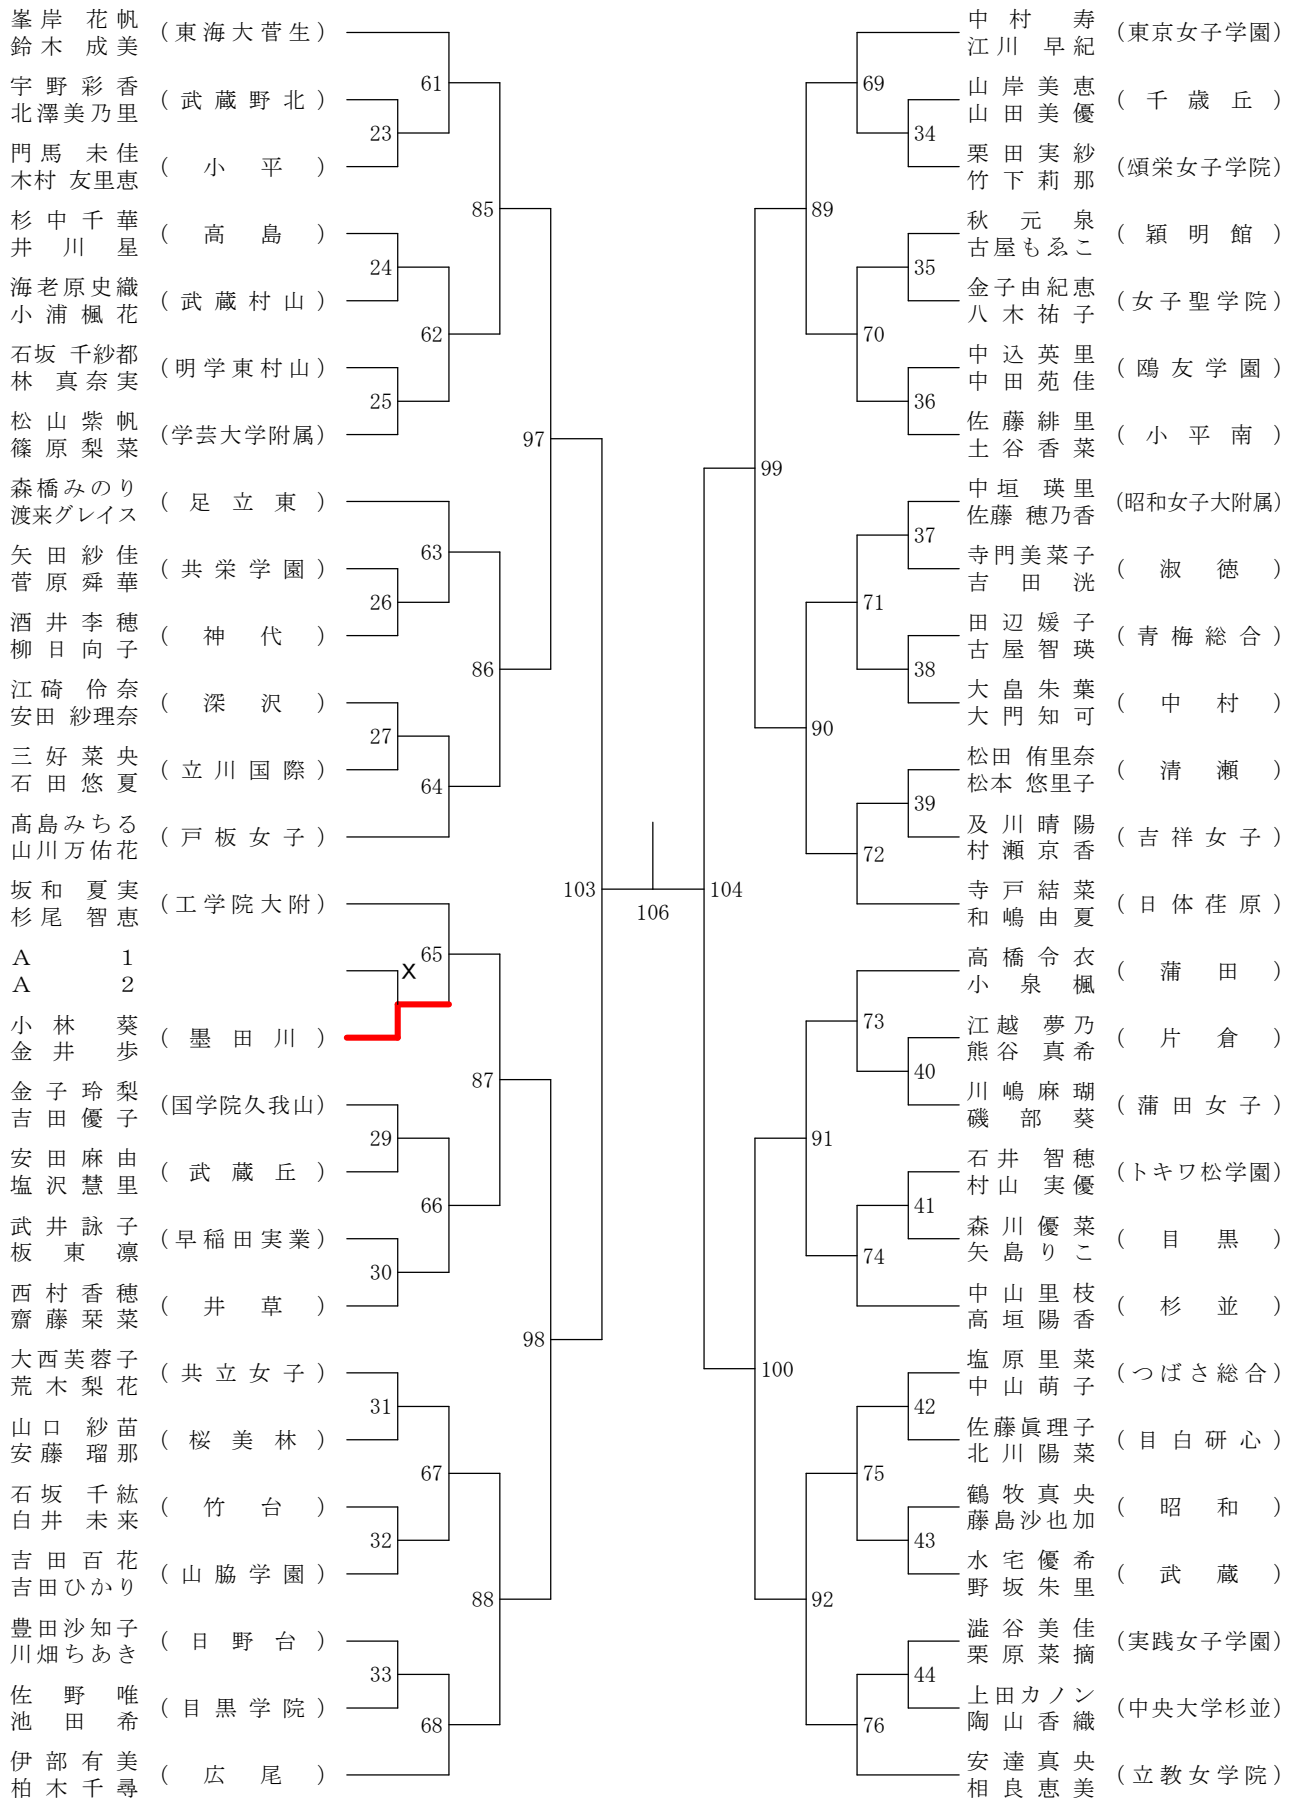 峯岸 花帆
鈴木 成美
(東海大菅生)
宇野彩香
北澤美乃里
(武蔵野北)
門馬 未佳
木村 友里恵
(小平)
杉中千華
井川星
(高島)
海老原史織
小浦楓花
(武蔵村山)
石坂 千紗都
林 真奈実
(明学東村山)
松山紫帆
篠原梨菜
(学芸大学附属)
森橋みのり
渡来グレイス
(足立東)
矢田紗佳
菅原舜華
(共栄学園)
酒井李穂
柳日向子
(神代)
江碕 伶奈
安田 紗理奈
(深沢)
三好菜央
石田悠夏
(立川国際)
髙島みちる
山川万佑花
(戸板女子)
坂和 夏実
杉尾 智恵
(工学院大附)
A 1
A 2
小林 葵
金井 歩
(墨田川)
金子玲梨
吉田優子
(国学院久我山)
安田麻由
塩沢慧里
(武蔵丘)
武井詠子
板東凛
(早稲田実業)
西村香穂
齋藤栞菜
(井草)
大西芙蓉子
荒木梨花
(共立女子)
山口 紗苗
安藤 瑠那
(桜美林)
石坂 千紘
白井 未来
(竹台)
吉田百花
吉田ひかり
(山脇学園)
豊田沙知子
川畑ちあき
(日野台)
佐野唯
池田希
(目黒学院)
伊部有美
柏木千尋
(広尾)
23
24
25
26
27
X
29
30
31
32
33
61
62
63
64
65
66
67
68
85
86
87
88
97
98
103
106
104
99
100
89
90
91
92
69
70
71
72
73
74
75
76
34
35
36
37
38
39
40
41
42
43
44
中村 寿
江川 早紀
(東京女子学園)
山岸美恵
山田美優
(千歳丘)
栗田実紗
竹下莉那
(頌栄女子学院)
秋元泉
古屋もゑこ
(穎明館)
金子由紀恵
八木祐子
(女子聖学院)
中込英里
中田苑佳
(鴎友学園)
佐藤緋里
土谷香菜
(小平南)
中垣 瑛里
佐藤 穂乃香
(昭和女子大附属)
寺門美菜子
吉田洸
(淑徳)
田辺媛子
古屋智瑛
(青梅総合)
大畠朱葉
大門知可
(中村)
松田 侑里奈
松本 悠里子
(清瀬)
及川晴陽
村瀬京香
(吉祥女子)
寺戸結菜
和嶋由夏
(日体荏原)
高橋令衣
小泉楓
(蒲田)
江越 夢乃
熊谷 真希
(片倉)
川嶋麻瑚
磯部葵
(蒲田女子)
石井 智穂
村山 実優
(トキワ松学園)
森川優菜
矢島りこ
(目黒)
中山里枝
高垣陽香
(杉並)
塩原里菜
中山萌子
(つばさ総合)
佐藤眞理子
北川陽菜
(目白研心)
鶴牧真央
藤島沙也加
(昭和)
水宅優希
野坂朱里
(武蔵)
澁谷美佳
栗原菜摘
(実践女子学園)
上田カノン
陶山香織
(中央大学杉並)
安達真央
相良恵美
(立教女学院)